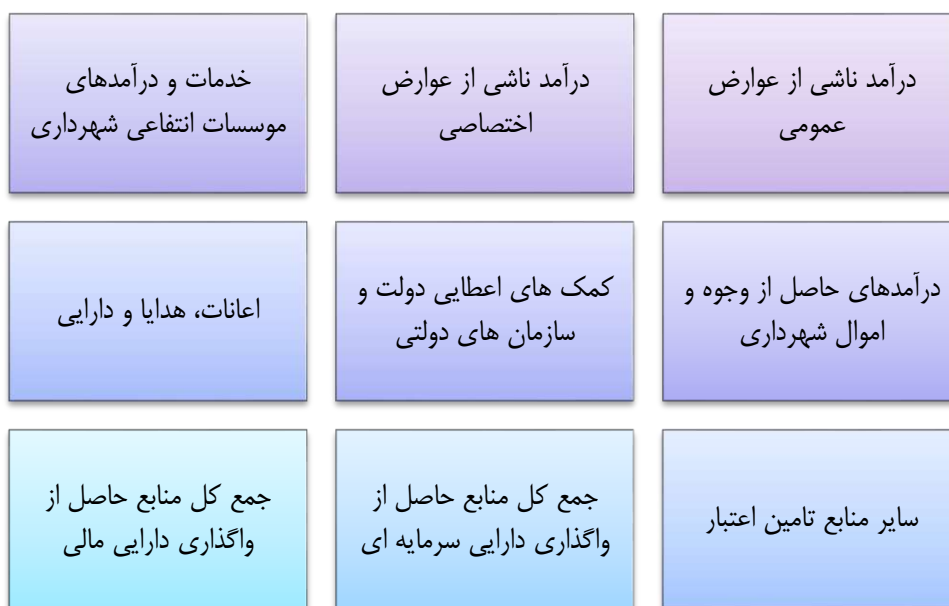 درآمد ناشی از عوارض
عمومی
درآمد ناشی از عوارض
اختصاصی
خدمات و درآمدهای
موسسات انتفاعی شهرداری
درآمدهای حاصل از وجوه و
اموال شهرداری
کمک های اعطایی دولت و
سازمان های دولتی
اعانات، هدایا و دارایی
سایر منابع تامین اعتبار
جمع کل منابع حاصل از
واگذاری دارایی سرمایه ای
جمع کل منابع حاصل از
واگذاری دارایی مالی